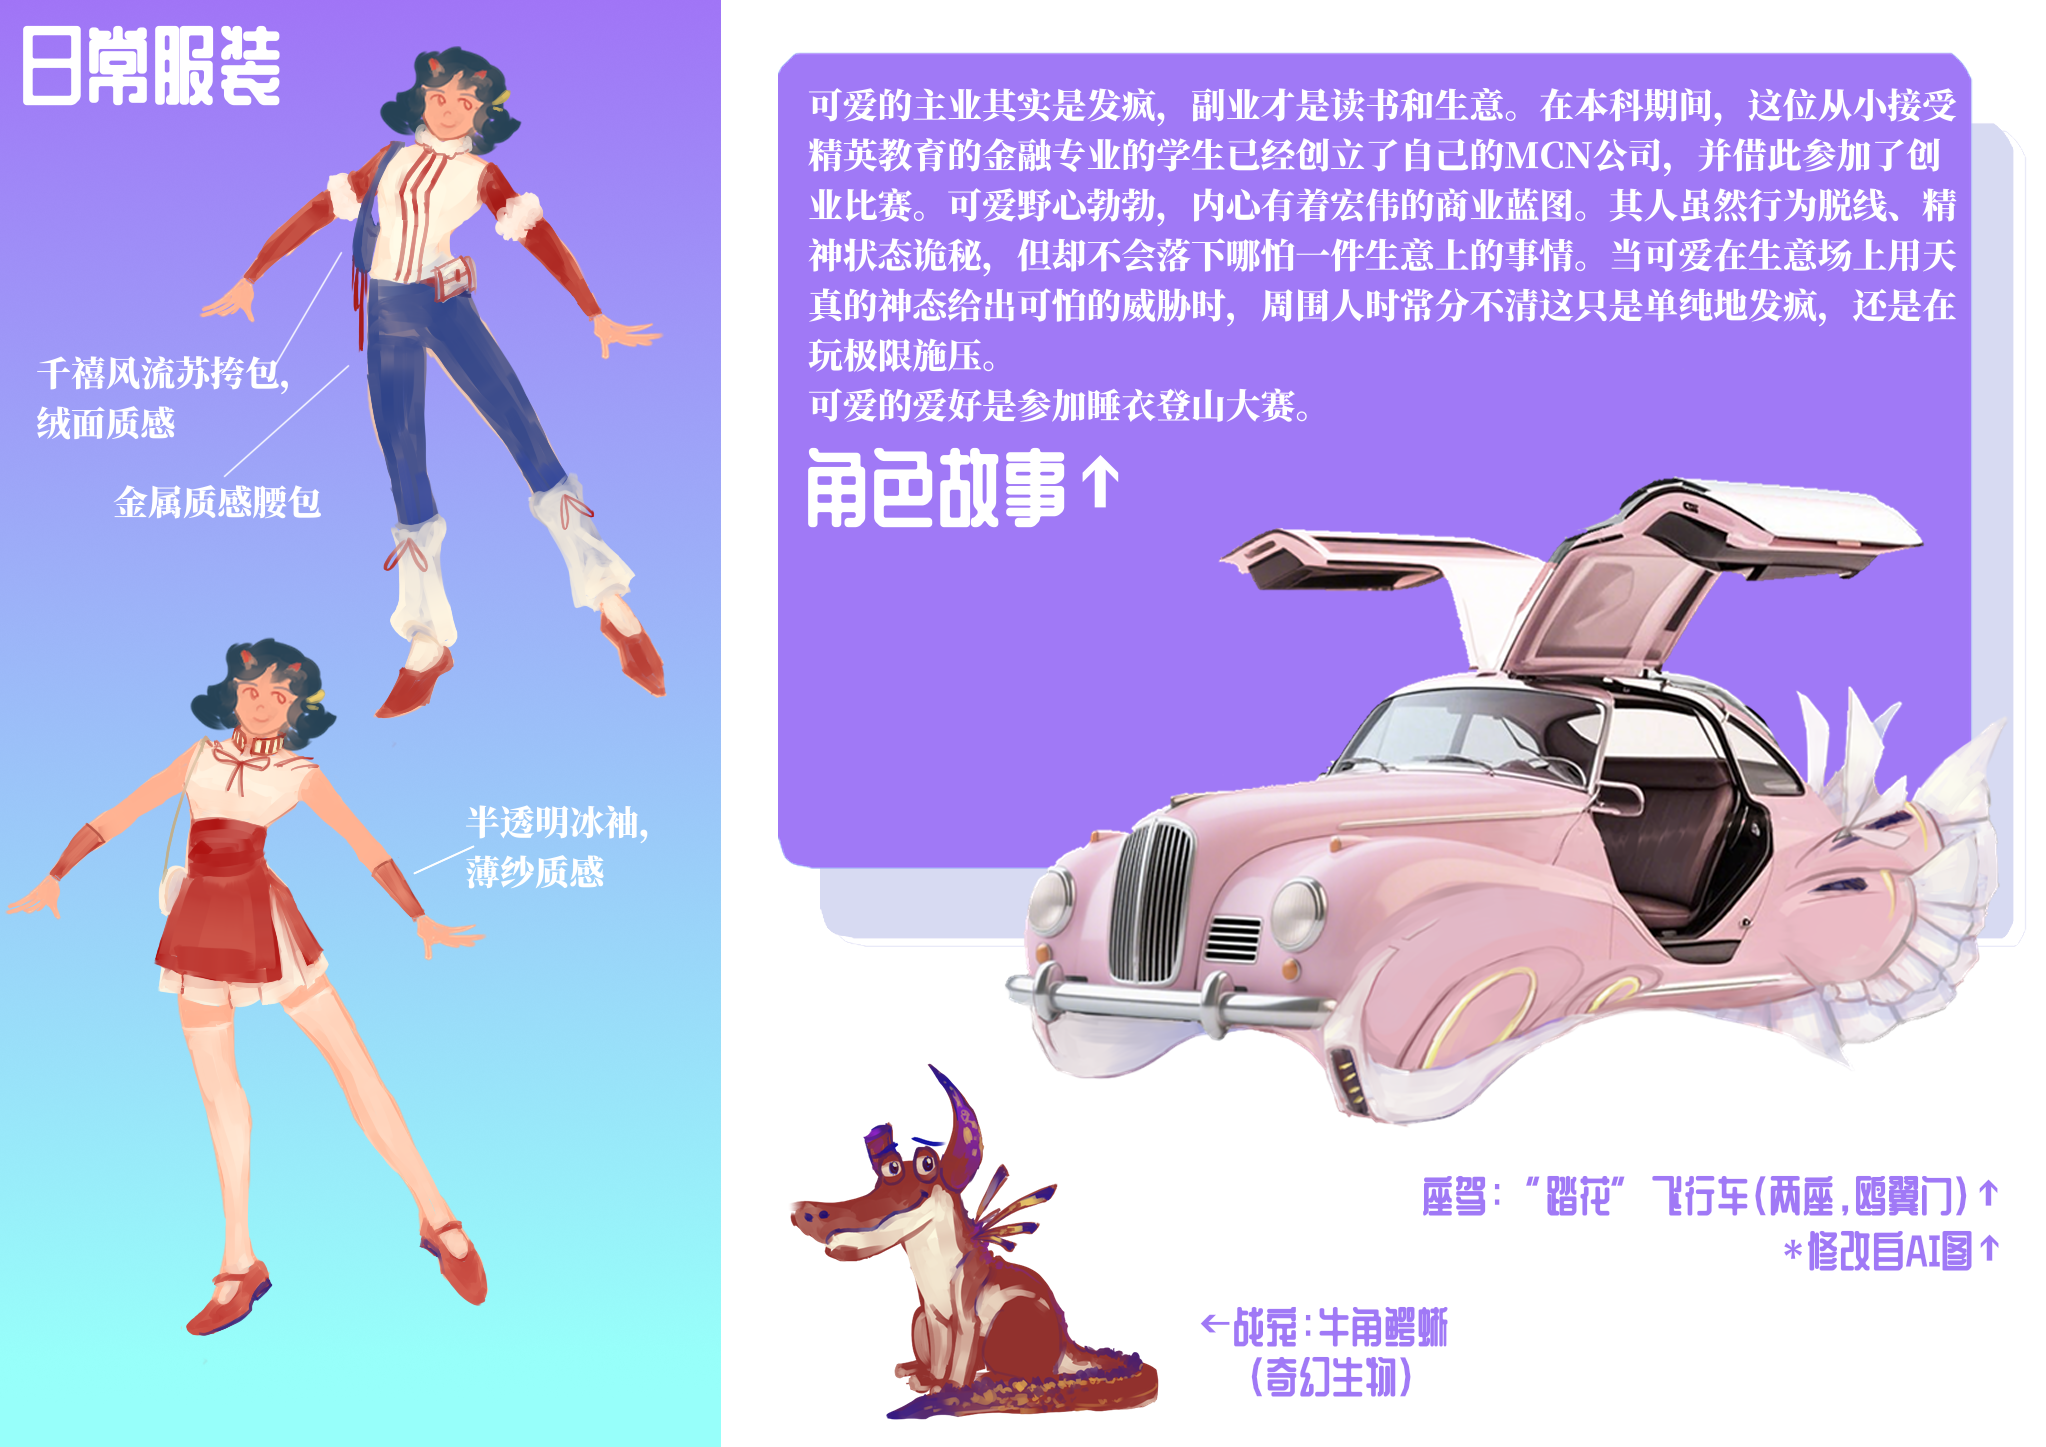 日常服装
千禧风流苏挎包，
绒面质感
金属质感腰包
半透明冰袖，
薄纱质感
可爱的主业其实是发疯，副业才是读书和生意。在本科期间，这位从小接受
精英教育的金融专业的学生已经创立了自己的MCN公司，并借此参加了创
业比赛。可爱野心勃勃，内心有着宏伟的商业蓝图。其人虽然行为脱线、精
神状态诡秘，但却不会落下哪怕一件生意上的事情。当可爱在生意场上用天
真的神态给出可怕的威胁时，周围人时常分不清这只是单纯地发疯，还是在
玩极限施压。
可爱的爱好是参加睡衣登山大赛。
角色故事↑
座驾：“踏花”飞行车(两座,鸥翼门)↑
*修改自AI图↑
←战宠:牛角鳄蜥
(奇幻生物)